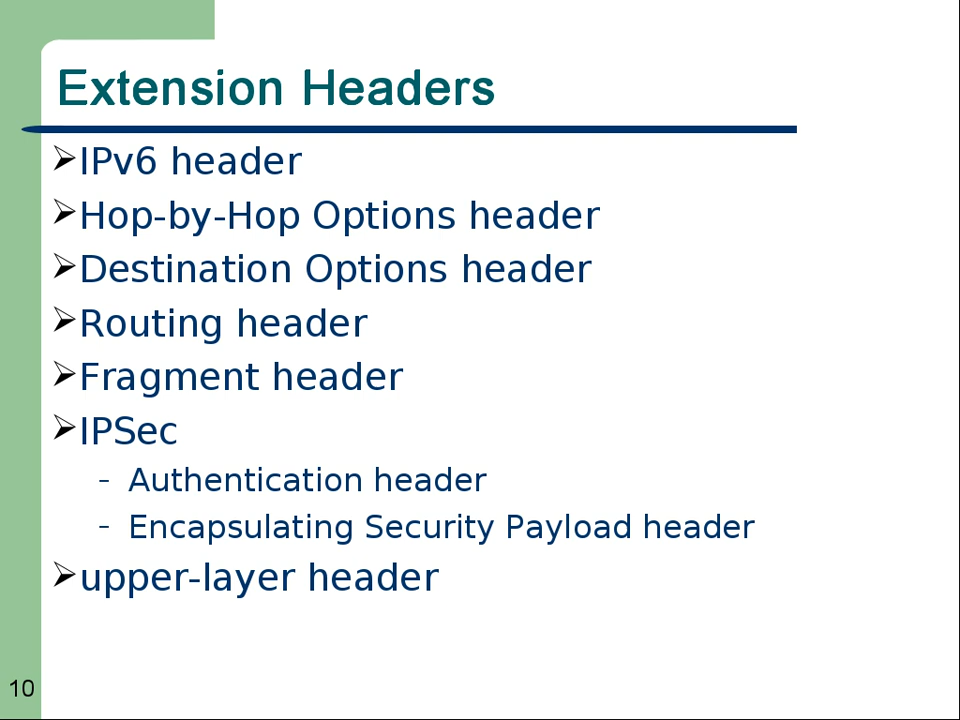 Extension Headers
➢IPv6 header
➢Hop-by-Hop Options header
➢Destination Options header
➢Routing header
➢Fragment header
➢IPSec
– Authentication header
– Encapsulating Security Payload header
➢upper-layer header
10